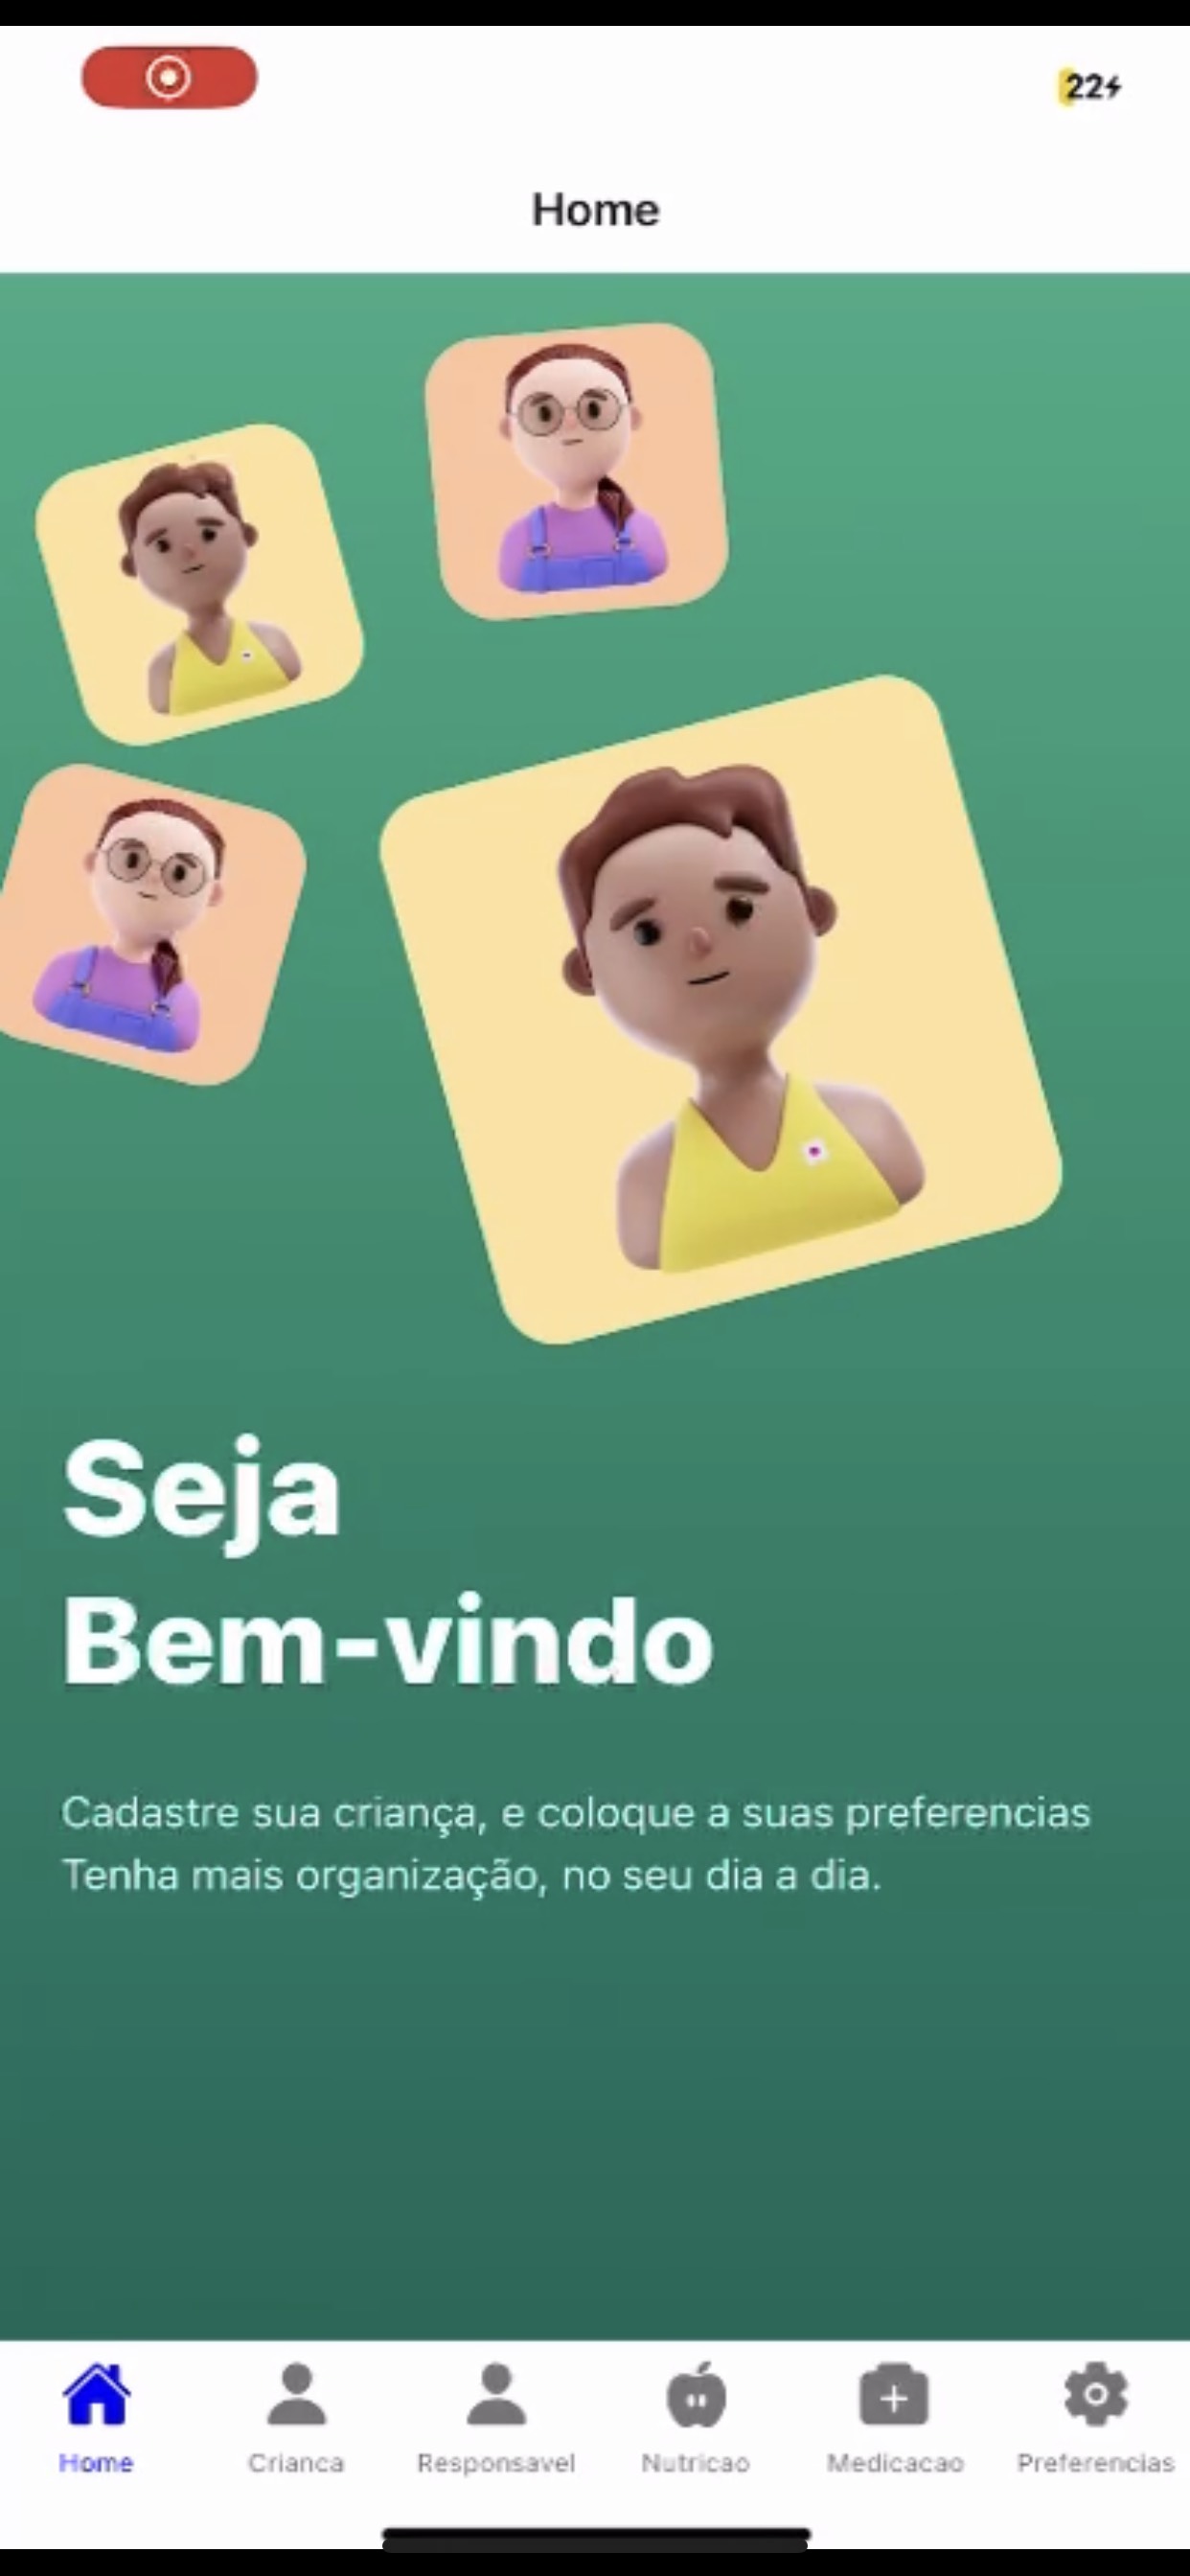 22
Home
Seja
Bem-vindo
Cadastre sua criança, e coloque a suas preferencias
Tenha mais organização, no seu dia a dia.
Home
Crianca
Responsavel
Nutricao
Medicacao
Preferencias